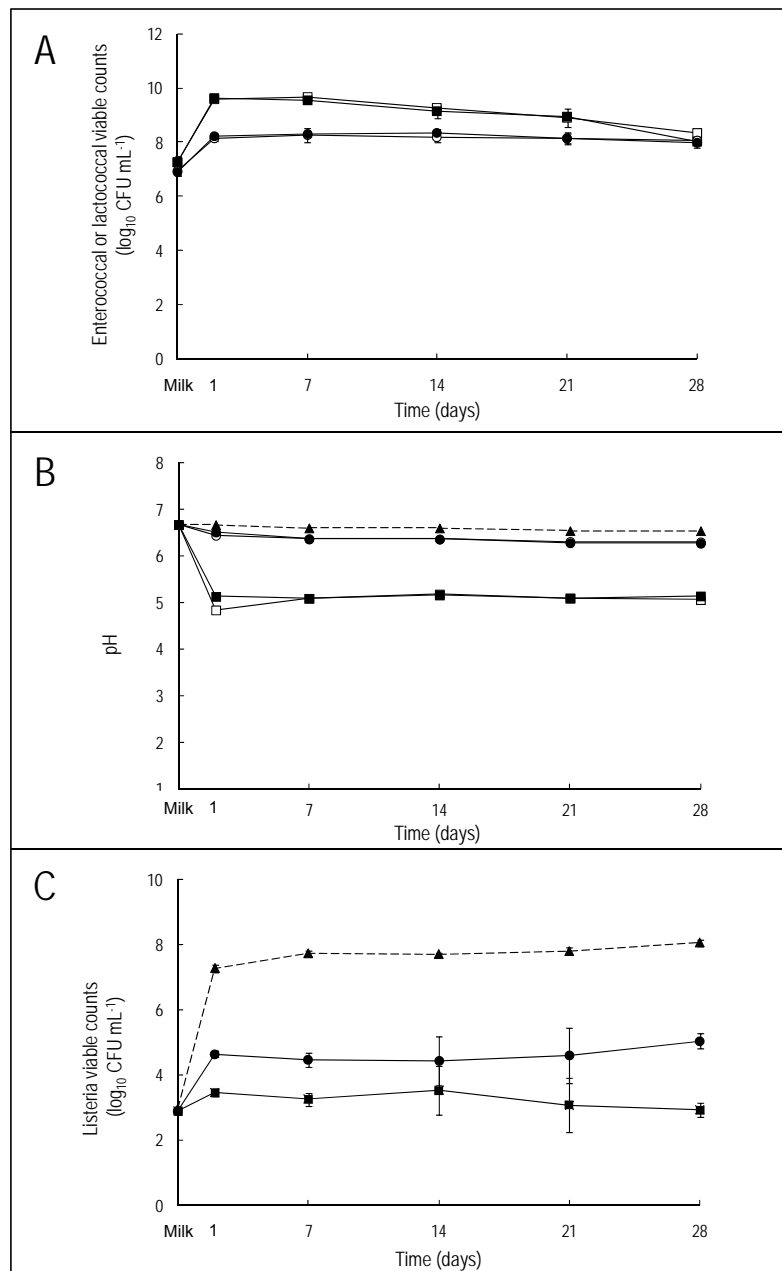 A
Enterococcal or lactococcal viable counts
(log₁₀ CFU mL⁻¹)
12
10
8
6
4
2
0
Milk 1 7 14 21 28
Time (days)
B
pH
8
7
6
5
4
3
2
1
Milk 1 7 14 21 28
Time (days)
C
Listeria viable counts
(log₁₀ CFU mL⁻¹)
10
8
6
4
2
0
Milk 1 7 14 21 28
Time (days)